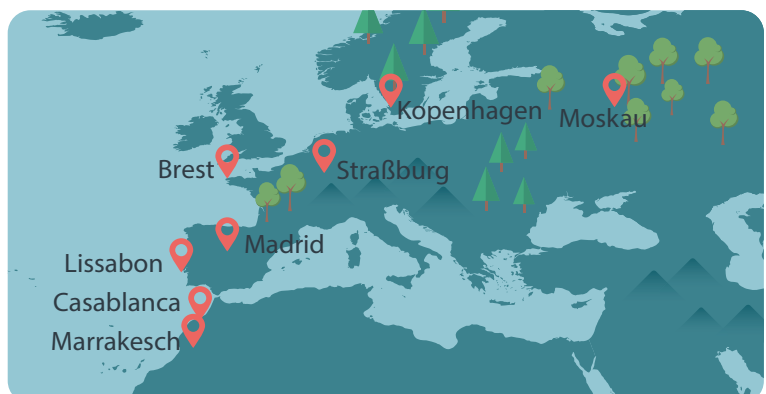 Kopenhagen
Moskau
Brest
Straßburg
Madrid
Lissabon
Casablanca
Marrakesch